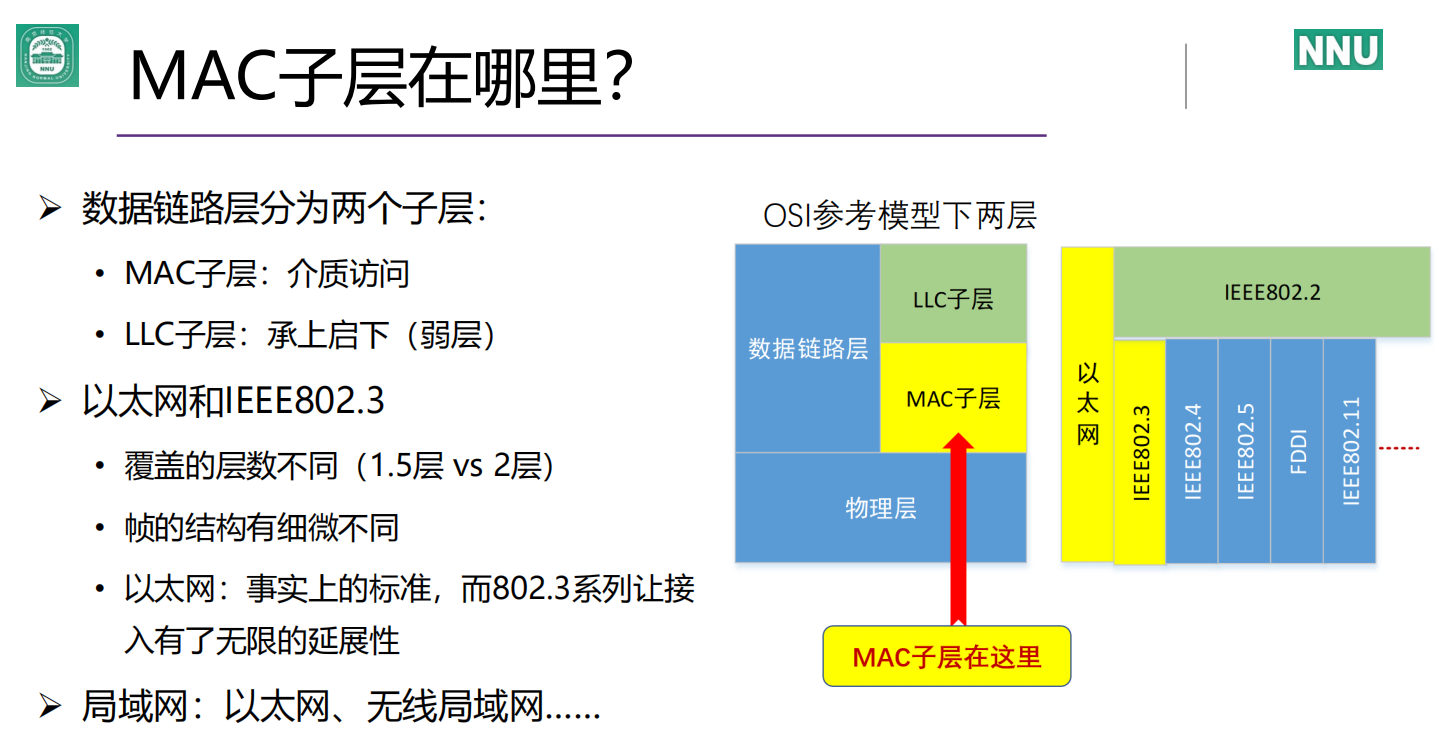 MAC子层在哪里？
NNU
NNU
➢ 数据链路层分为两个子层：
• MAC子层：介质访问
• LLC子层：承上启下（弱层）
➢ 以太网和IEEE802.3
• 覆盖的层数不同（1.5层 vs 2层）
• 帧的结构有细微不同
• 以太网：事实上的标准，而802.3系列让接
入有了无限的延展性
➢ 局域网：以太网、无线局域网……
OSI参考模型下两层
数据链路层
LLC子层
MAC子层
物理层
MAC子层在这里
以太网
IEEE802.2
IEEE802.3
IEEE802.4
IEEE802.5
FDDI
IEEE802.11